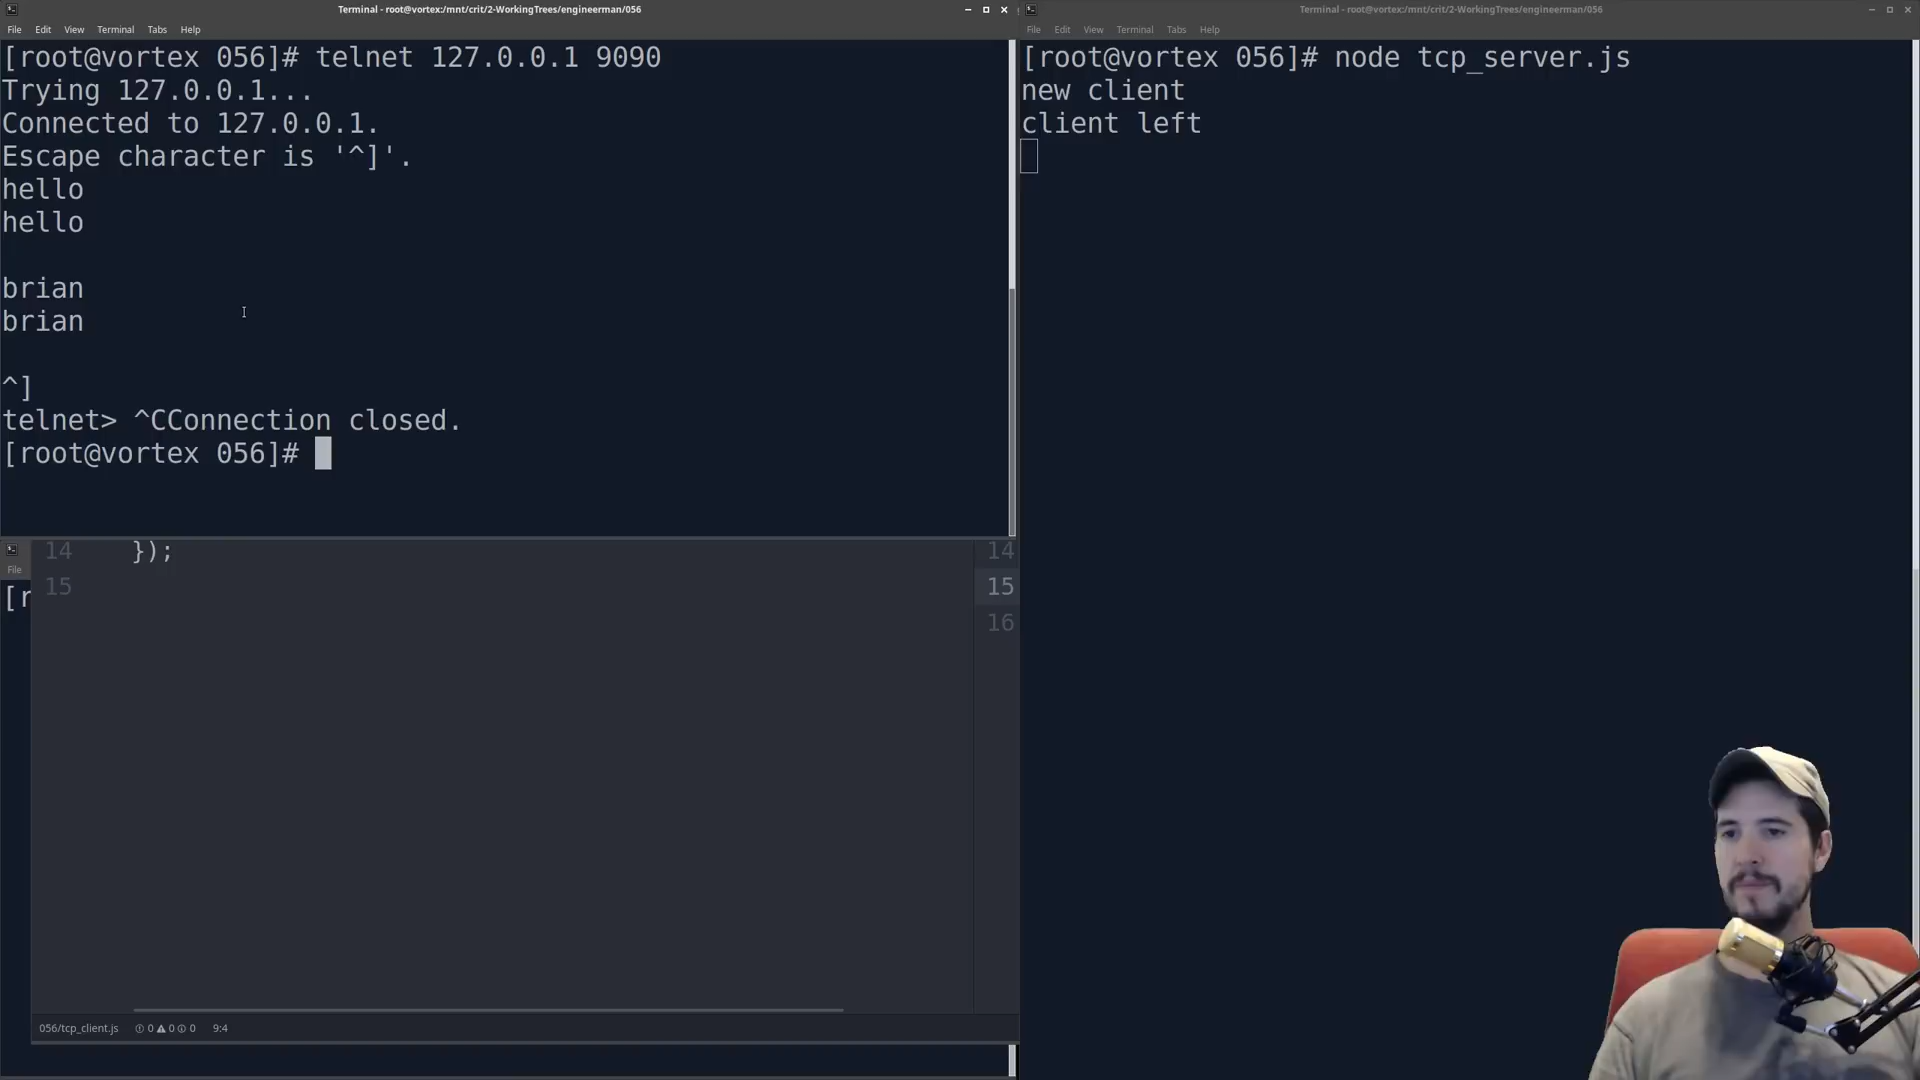 Terminal - root@vortex:/mnt/crit/2-WorkingTrees/engineerman/056
File Edit View Terminal Tabs Help
[root@vortex 056]# telnet 127.0.0.1 9090
Trying 127.0.0.1...
Connected to 127.0.0.1.
Escape character is '^]'.
hello
hello
brian
brian
^]
telnet> ^CConnection closed.
[root@vortex 056]#
Terminal - root@vortex:/mnt/crit/2-WorkingTrees/engineerman/056
File Edit View Terminal Tabs Help
[root@vortex 056]# node tcp_server.js
new client
client left
File
[r
14 });
15
14
15
16
056/tcp_client.js 0 0 0 9:4